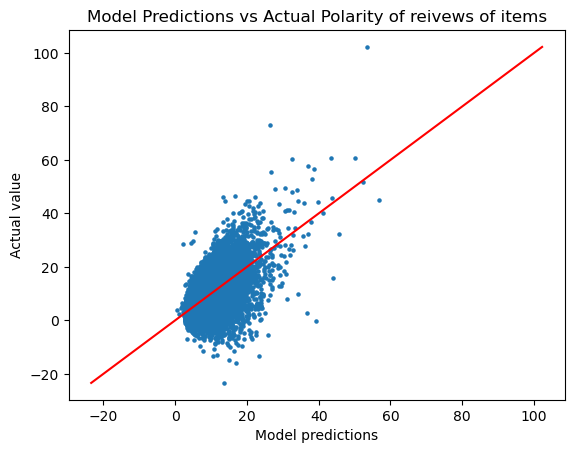 Model Predictions vs Actual Polarity of reivews of items
Actual value
100
80
60
40
20
0
−20
−20 0 20 40 60 80 100
Model predictions